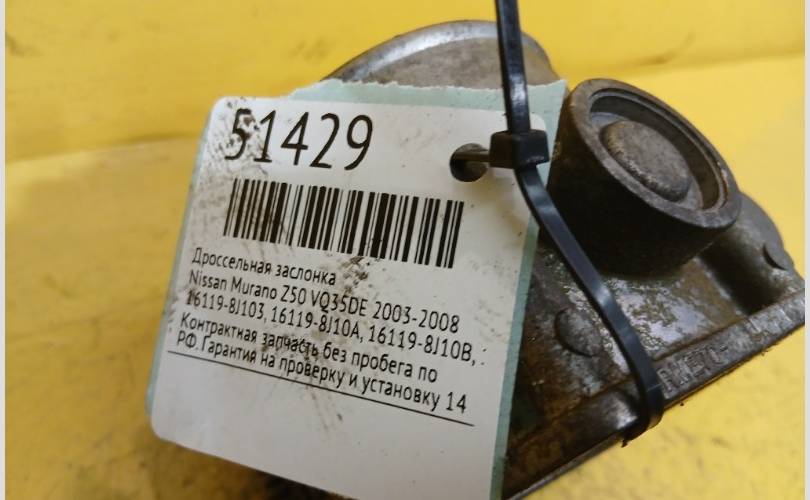 51429
Дроссельная заслонка
Nissan Murano Z50 VQ35DE 2003-2008
16119-8J103, 16119-8J10A, 16119-8J10B, :
Контрактная запчасть без пробега по
РФ. Гарантия на проверку и установку 14